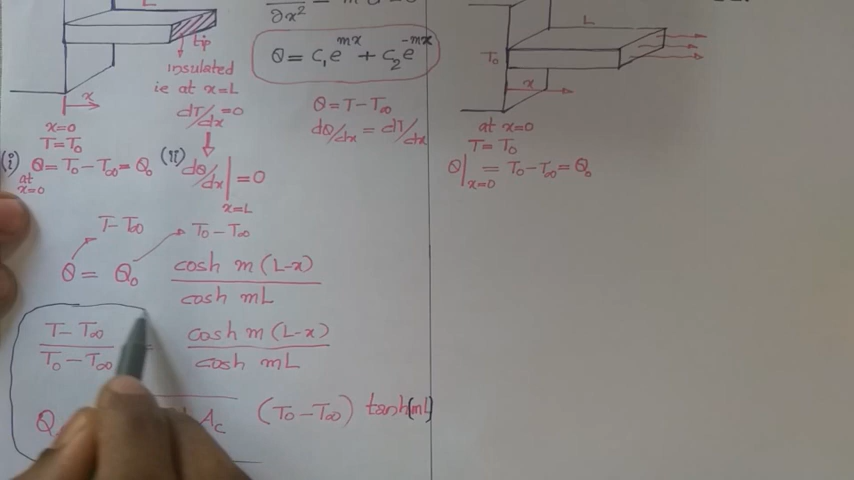 L
∂x²
θ = c₁e^mx + c₂e^-mx
θ = T - T∞
dθ/dx = dT/dx
tip
insulated
ie at x=L
dT/dx = 0
x
x=0
T=T₀
(i) θ = T₀ - T∞ = θ₀
at
x=0
(ii) dθ/dx | = 0
x=L
T - T∞
T₀ - T∞
θ = θ₀ cosh m (L-x)
cosh mL
T - T∞ cosh m (L-x)
T₀ - T∞ cosh mL
A_c (T₀ - T∞) tanh(mL)
L
T₀
x
at x=0
T = T₀
θ|x=0 = T₀ - T∞ = θ₀